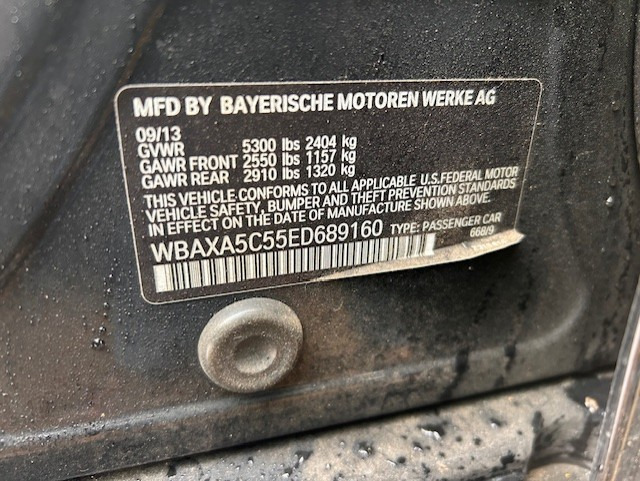 MFD BY BAYERISCHE MOTOREN WERKE AG
09/13
GVWR 5300 lbs 2404 kg
GAWR FRONT 2550 lbs 1157 kg
GAWR REAR 2910 lbs 1320 kg
THIS VEHICLE CONFORMS TO ALL APPLICABLE U.S.FEDERAL MOTOR
VEHICLE SAFETY, BUMPER AND THEFT PREVENTION STANDARDS
IN EFFECT ON THE DATE OF MANUFACTURE SHOWN ABOVE.
WBAXA5C55ED689160 TYPE: PASSENGER CAR
668/9